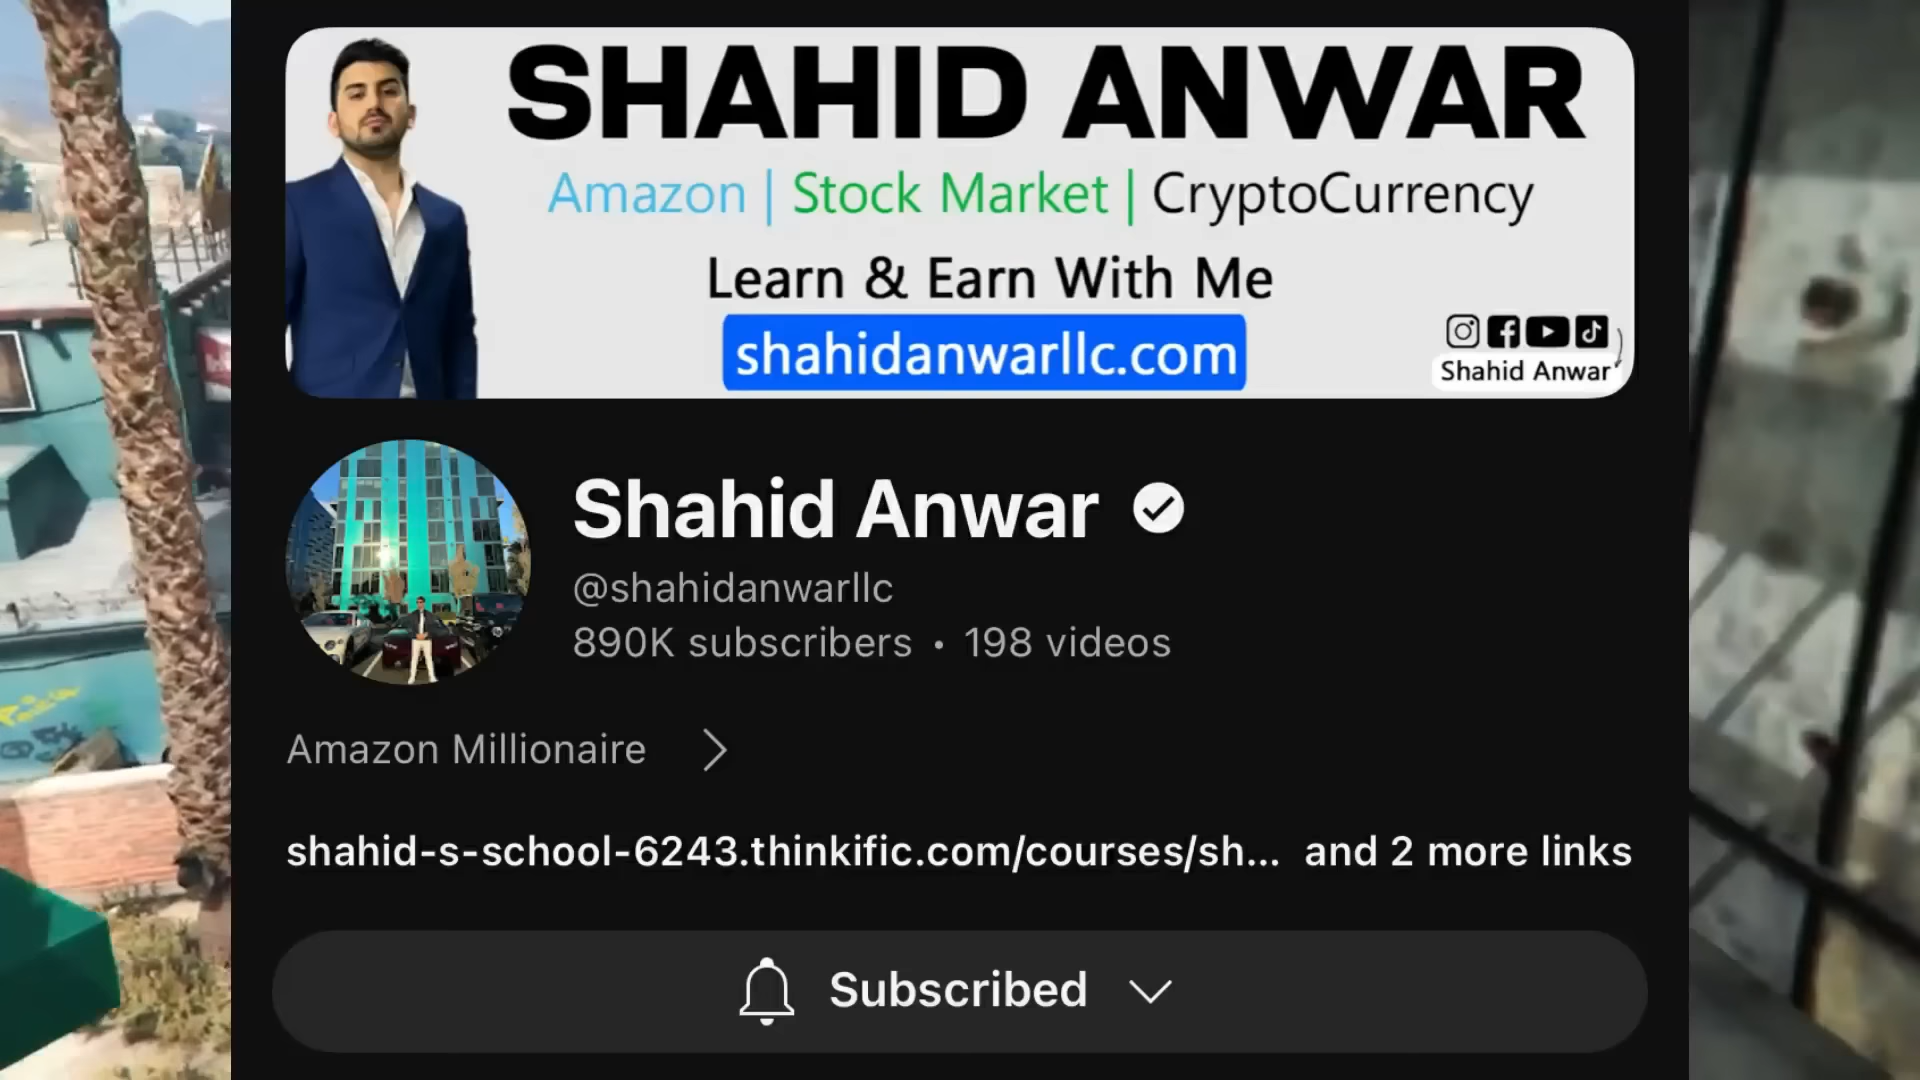 SHAHID ANWAR
Amazon | Stock Market | CryptoCurrency
Learn & Earn With Me
shahidanwarllc.com
Shahid Anwar
Shahid Anwar
@shahidanwarllc
890K subscribers • 198 videos
Amazon Millionaire
shahid-s-school-6243.thinkific.com/courses/sh... and 2 more links
Subscribed